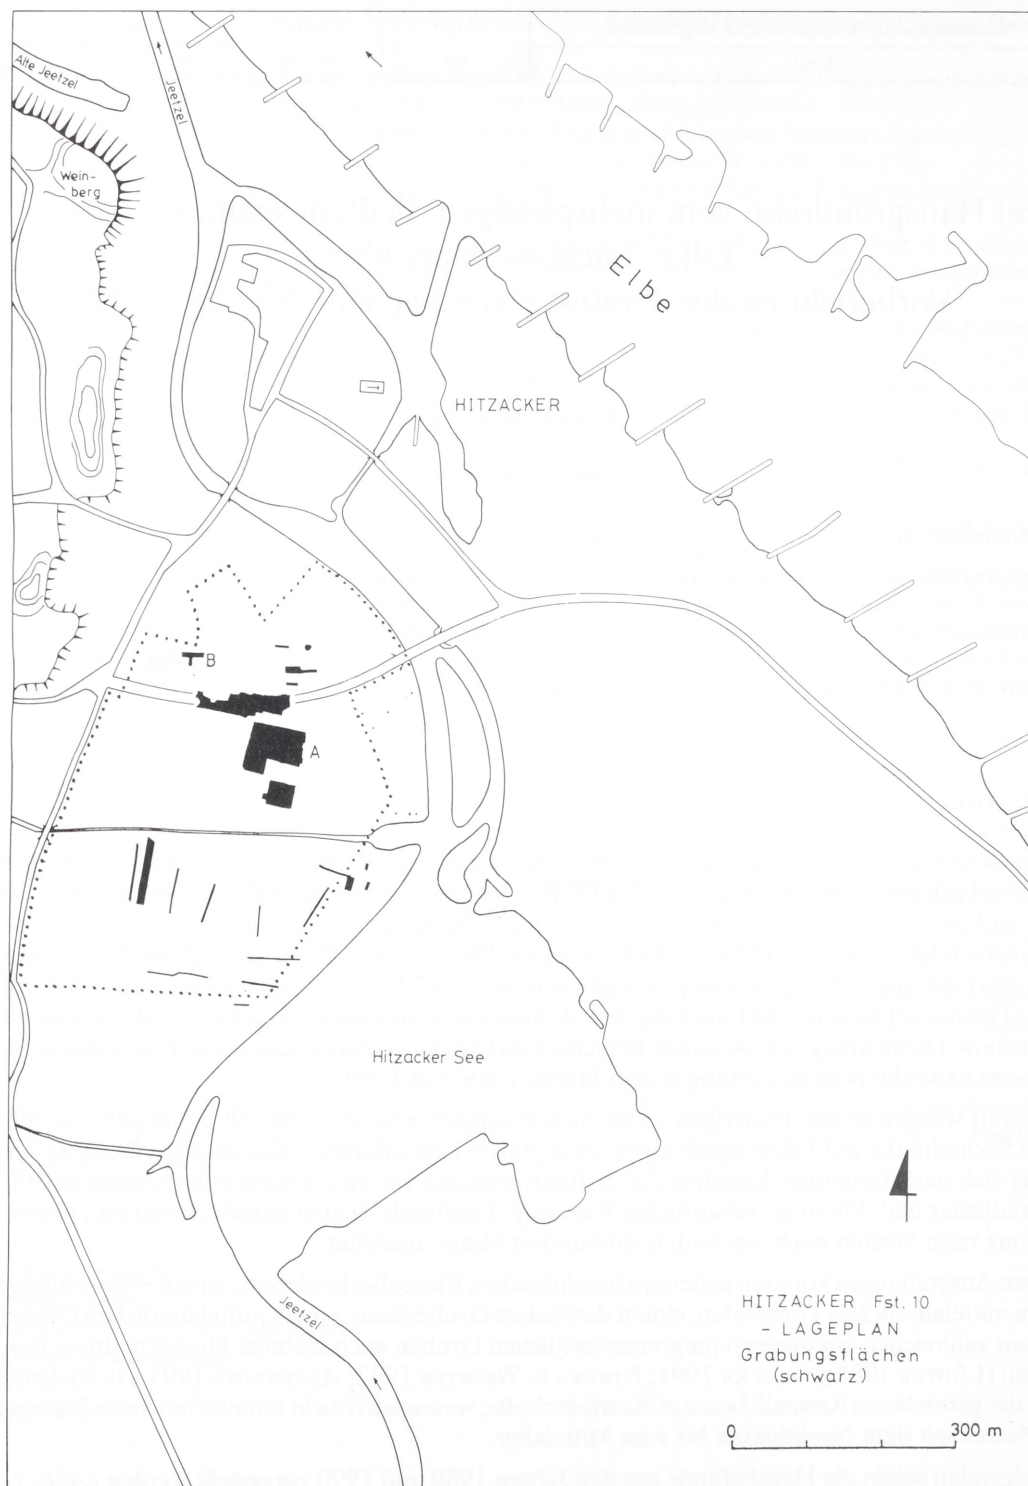 Alte Jeetzel
Jeetzel
Wein-
berg
Elbe
HITZACKER
B
A
Hitzacker See
Jeetzel
HITZACKER Fst. 10
- LAGEPLAN
Grabungsflächen
(schwarz)
0
300 m